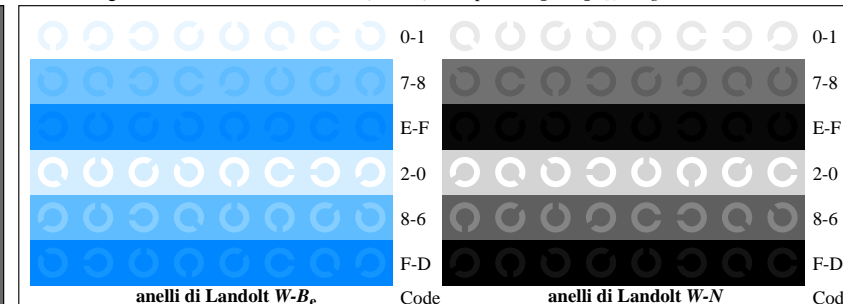 0-1 0-1
7-8 7-8
E-F E-F
2-0 2-0
8-6 8-6
F-D F-D
anelli di Landolt W-Be Code anelli di Landolt W-N